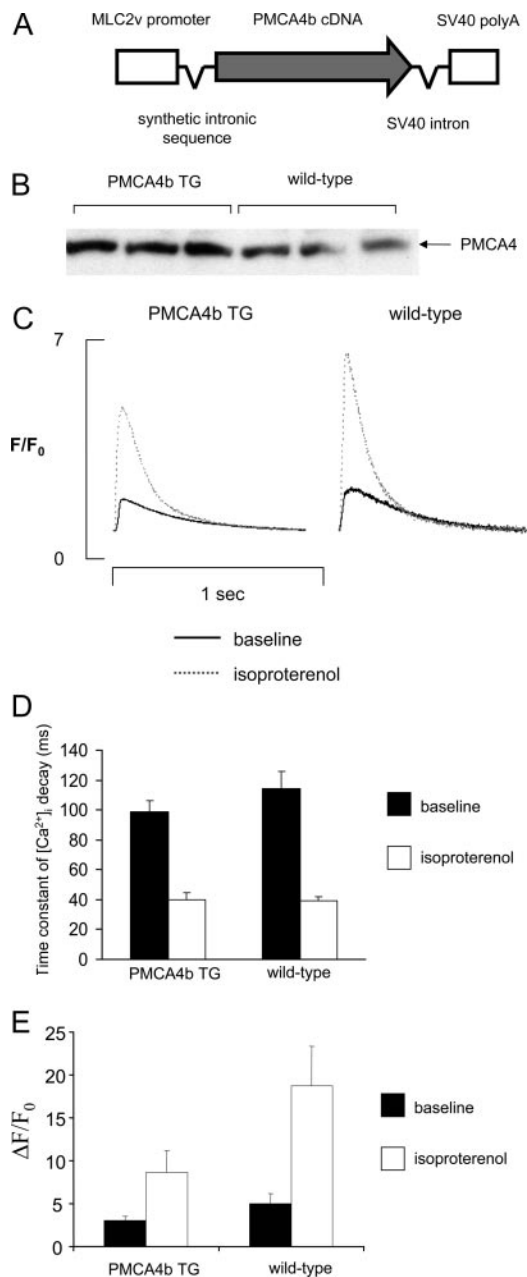 A
MLC2v promoter PMCA4b cDNA SV40 polyA
synthetic intronic
sequence
SV40 intron
B
PMCA4b TG wild-type
PMCA4
C
PMCA4b TG wild-type
7
F/F0
0
1 sec
baseline
isoproterenol
D
Time constant of [Ca²⁺]i decay (ms)
140
120
100
80
60
40
20
0
PMCA4b TG wild-type
baseline
isoproterenol
E
ΔF/F0
25
20
15
10
5
0
PMCA4b TG wild-type
baseline
isoproterenol